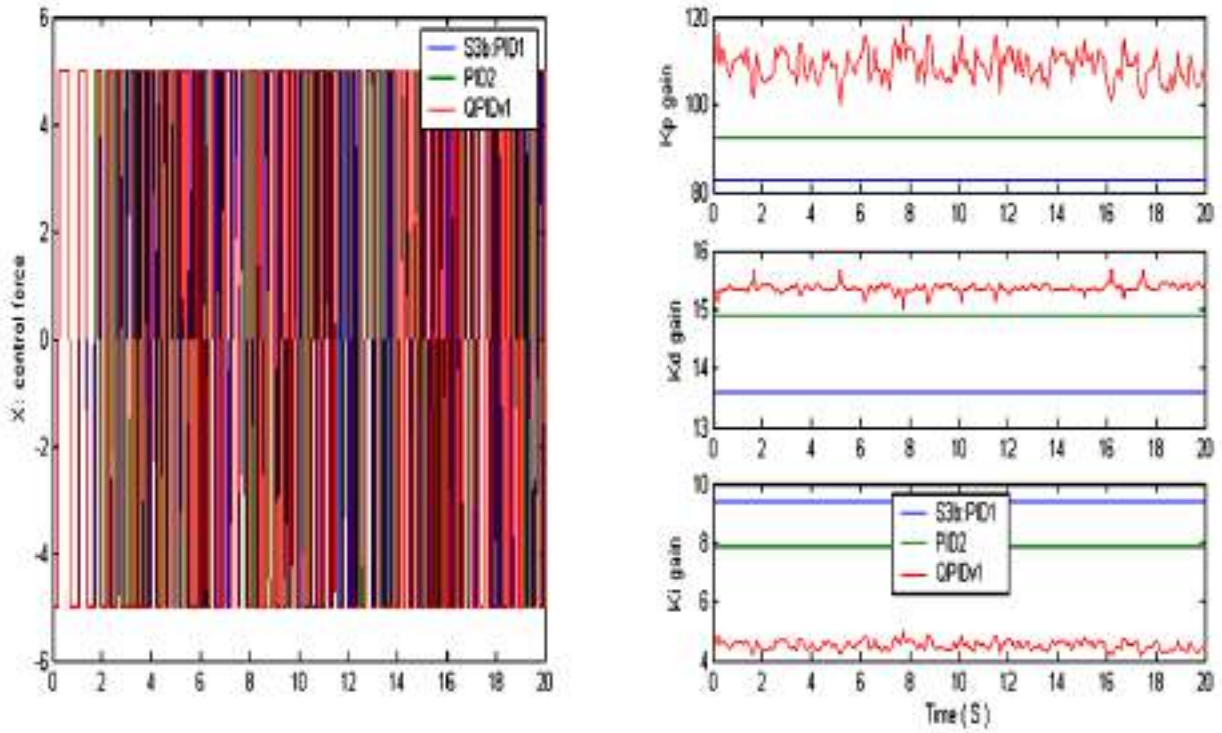 X: control force
6
4
2
0
-2
-4
-6
0 2 4 6 8 10 12 14 16 18 20
S3b:PID1
PID2
QPIDv1
Kp gain
120
100
80
0 2 4 6 8 10 12 14 16 18 20
Kd gain
16
15
14
13
0 2 4 6 8 10 12 14 16 18 20
Ki gain
10
8
6
4
S3b:PID1
PID2
QPIDv1
0 2 4 6 8 10 12 14 16 18 20
Time ( S )